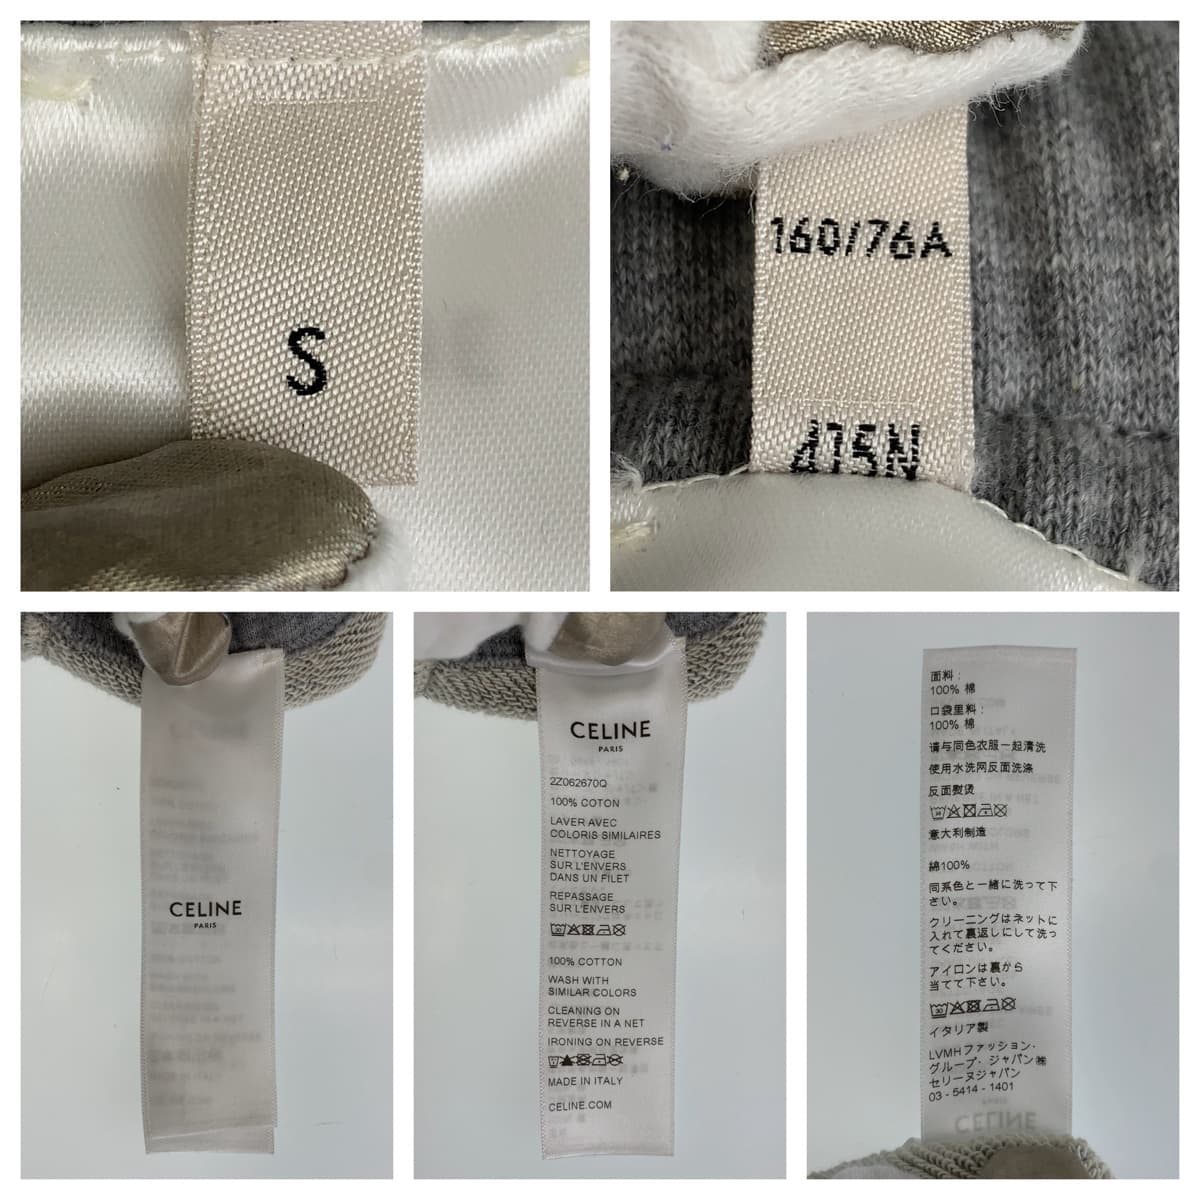 S
160/76A
475N
CELINE
PARIS
CELINE
PARIS
2Z062670Q
100% COTON
LAVER AVEC
COLORIS SIMILAIRES
NETTOYAGE
SUR L'ENVERS
DANS UN FILET
REPASSAGE
SUR L'ENVERS
100% COTTON
WASH WITH
SIMILAR COLORS
CLEANING ON
REVERSE IN A NET
IRONING ON REVERSE
MADE IN ITALY
CELINE.COM
面料：
100% 棉
口袋里料：
100% 棉
请与同色衣服一起清洗
使用水洗网反面洗涤
反面熨烫
意大利制造
綿100%
同系色と一緒に洗って下
さい。
クリーニングはネットに
入れて裏返しにして洗っ
てください。
アイロンは裏から
当てて下さい。
イタリア製
LVMHファッション・
グループ・ジャパン㈱
セリーヌジャパン
03 - 5414 - 1401